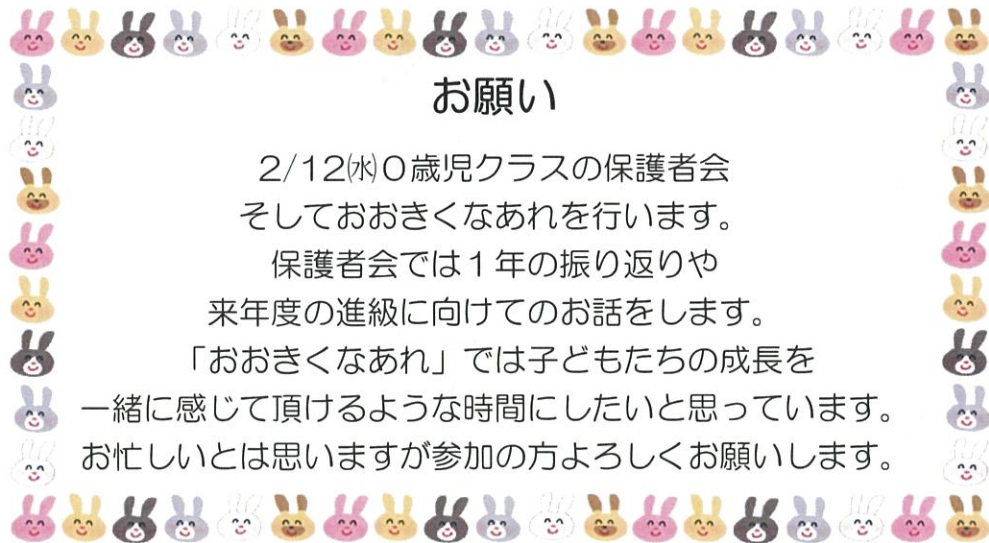 お願い
2/12㈬０歳児クラスの保護者会
そしておおきくなあれを行います。
保護者会では１年の振り返りや
来年度の進級に向けてのお話をします。
「おおきくなあれ」では子どもたちの成長を
一緒に感じて頂けるような時間にしたいと思っています。
お忙しいとは思いますが参加の方よろしくお願いします。